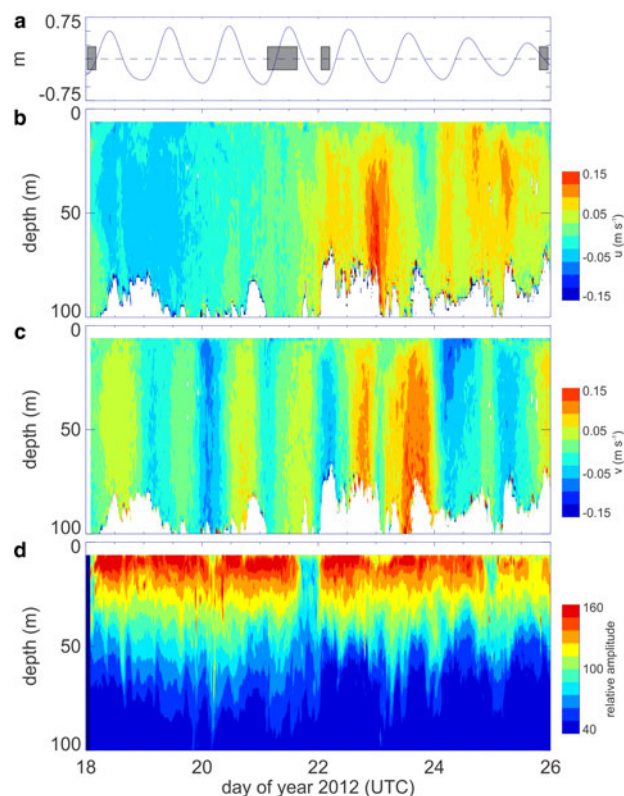 a
0.75
m
-0.75
b
0
depth (m)
50
100
0.15
0.05
-0.05
-0.15
u (m s⁻¹)
c
0
depth (m)
50
100
0.15
0.05
-0.05
-0.15
v (m s⁻¹)
d
0
depth (m)
50
100
160
100
40
relative amplitude
18 20 22 24 26
day of year 2012 (UTC)